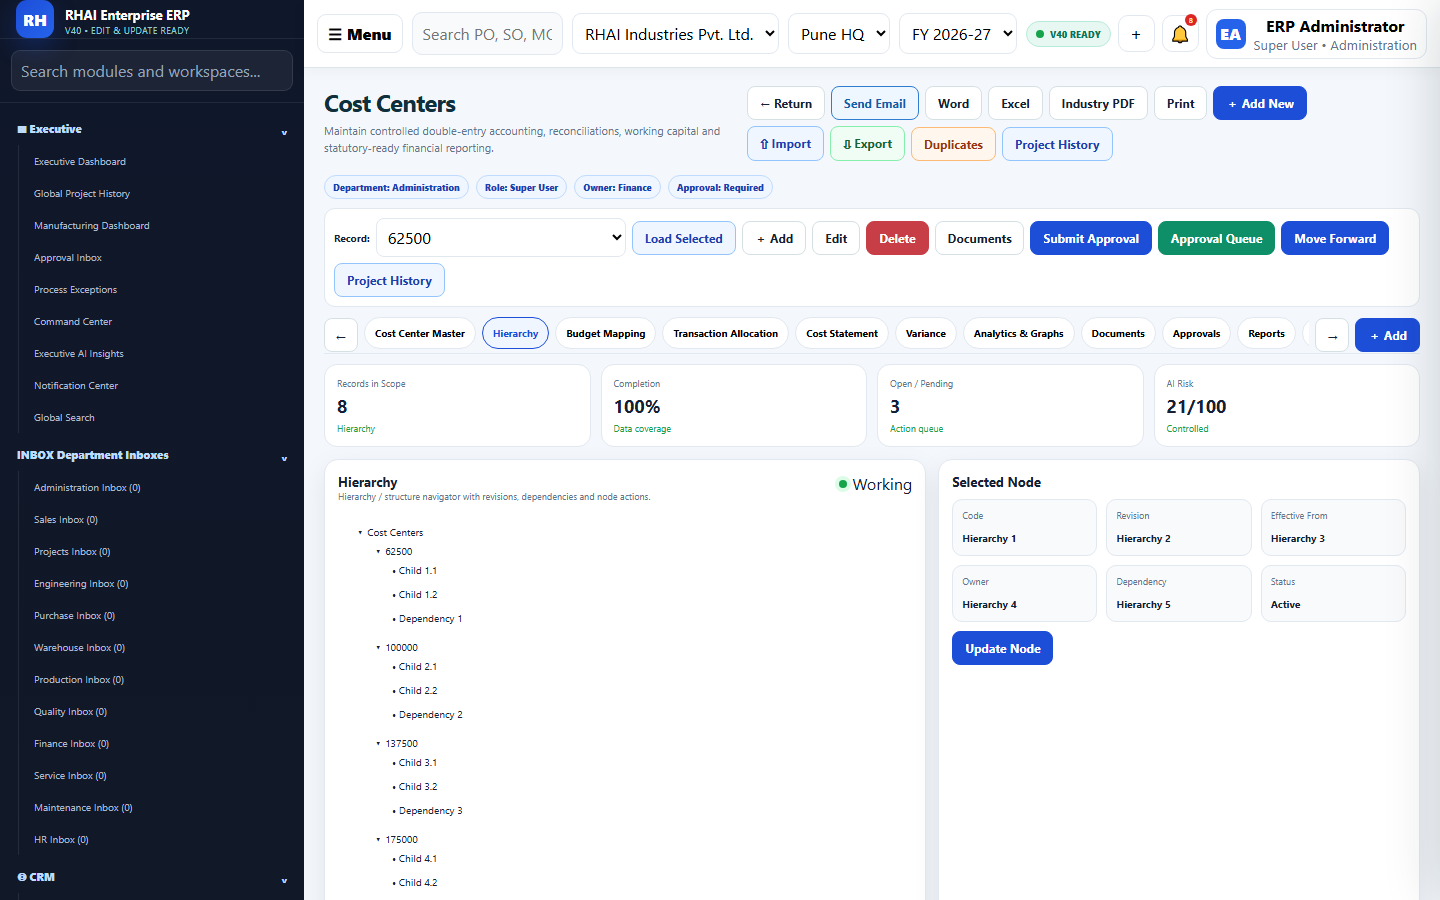 RH
RHAI Enterprise ERP
V40 • EDIT & UPDATE READY
Search modules and workspaces...
Executive
Executive Dashboard
Global Project History
Manufacturing Dashboard
Approval Inbox
Process Exceptions
Command Center
Executive AI Insights
Notification Center
Global Search
INBOX Department Inboxes
Administration Inbox (0)
Sales Inbox (0)
Projects Inbox (0)
Engineering Inbox (0)
Purchase Inbox (0)
Warehouse Inbox (0)
Production Inbox (0)
Quality Inbox (0)
Finance Inbox (0)
Service Inbox (0)
Maintenance Inbox (0)
HR Inbox (0)
CRM
☰ Menu
Search PO, SO, MO
RHAI Industries Pvt. Ltd.
Pune HQ
FY 2026-27
V40 READY
+
8
EA
ERP Administrator
Super User • Administration
Cost Centers
Maintain controlled double-entry accounting, reconciliations, working capital and
statutory-ready financial reporting.
← Return
Send Email
Word
Excel
Industry PDF
Print
+ Add New
⇧ Import
⇩ Export
Duplicates
Project History
Department: Administration
Role: Super User
Owner: Finance
Approval: Required
Record:
62500
Load Selected
+ Add
Edit
Delete
Documents
Submit Approval
Approval Queue
Move Forward
Project History
←
Cost Center Master
Hierarchy
Budget Mapping
Transaction Allocation
Cost Statement
Variance
Analytics & Graphs
Documents
Approvals
Reports
→
+ Add
Records in Scope
8
Hierarchy
Completion
100%
Data coverage
Open / Pending
3
Action queue
AI Risk
21/100
Controlled
Hierarchy
Hierarchy / structure navigator with revisions, dependencies and node actions.
Working
▾ Cost Centers
▾ 62500
• Child 1.1
• Child 1.2
• Dependency 1
▾ 100000
• Child 2.1
• Child 2.2
• Dependency 2
▾ 137500
• Child 3.1
• Child 3.2
• Dependency 3
▾ 175000
• Child 4.1
• Child 4.2
Selected Node
Code
Hierarchy 1
Revision
Hierarchy 2
Effective From
Hierarchy 3
Owner
Hierarchy 4
Dependency
Hierarchy 5
Status
Active
Update Node